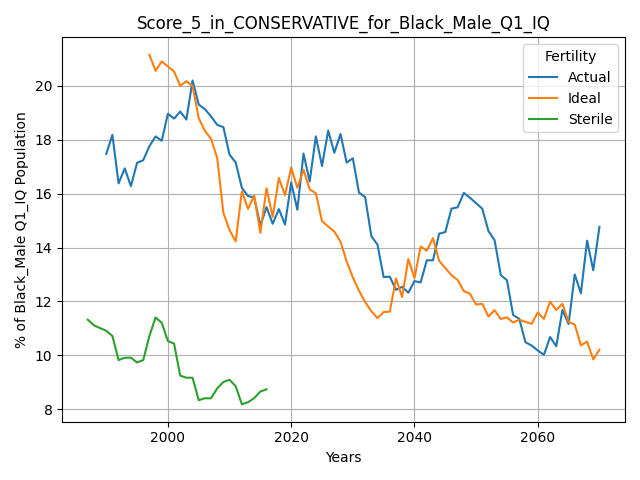 Score_5_in_CONSERVATIVE_for_Black_Male_Q1_IQ
Fertility
Actual
Ideal
Sterile
% of Black_Male Q1_IQ Population
20
18
16
14
12
10
8
2000
2020
2040
2060
Years